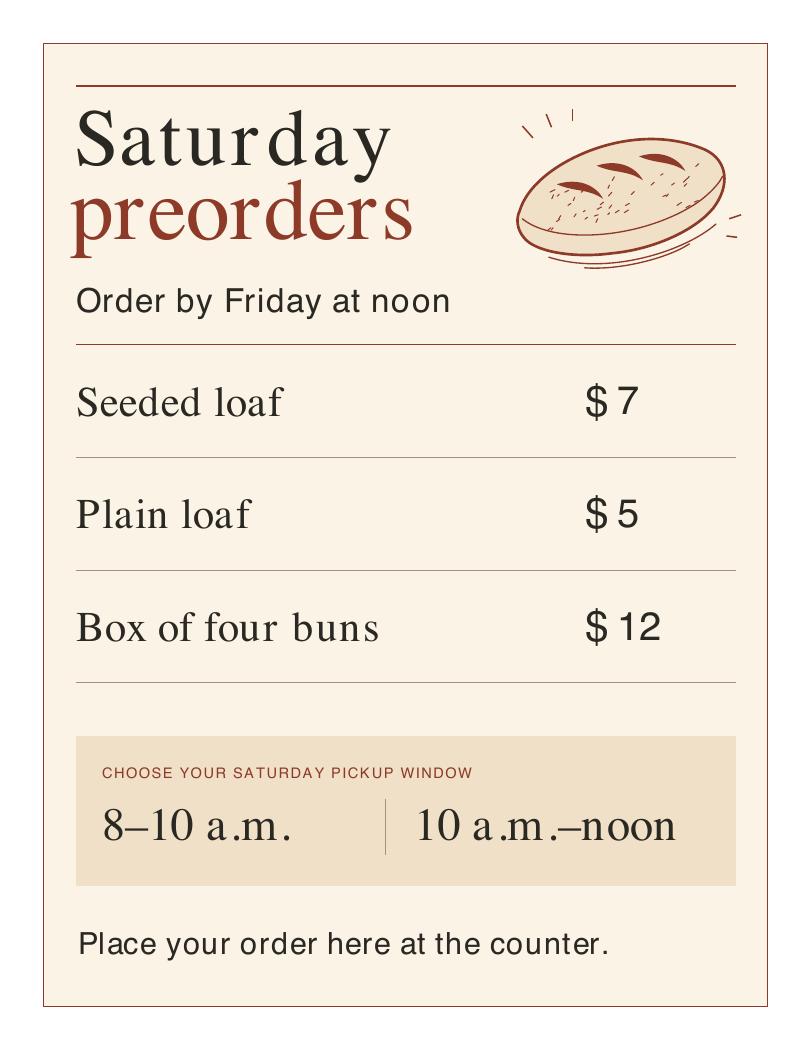 Saturday
preorders
Order by Friday at noon
Seeded loaf $ 7
Plain loaf $ 5
Box of four buns $ 12
CHOOSE YOUR SATURDAY PICKUP WINDOW
8–10 a.m. 10 a.m.–noon
Place your order here at the counter.